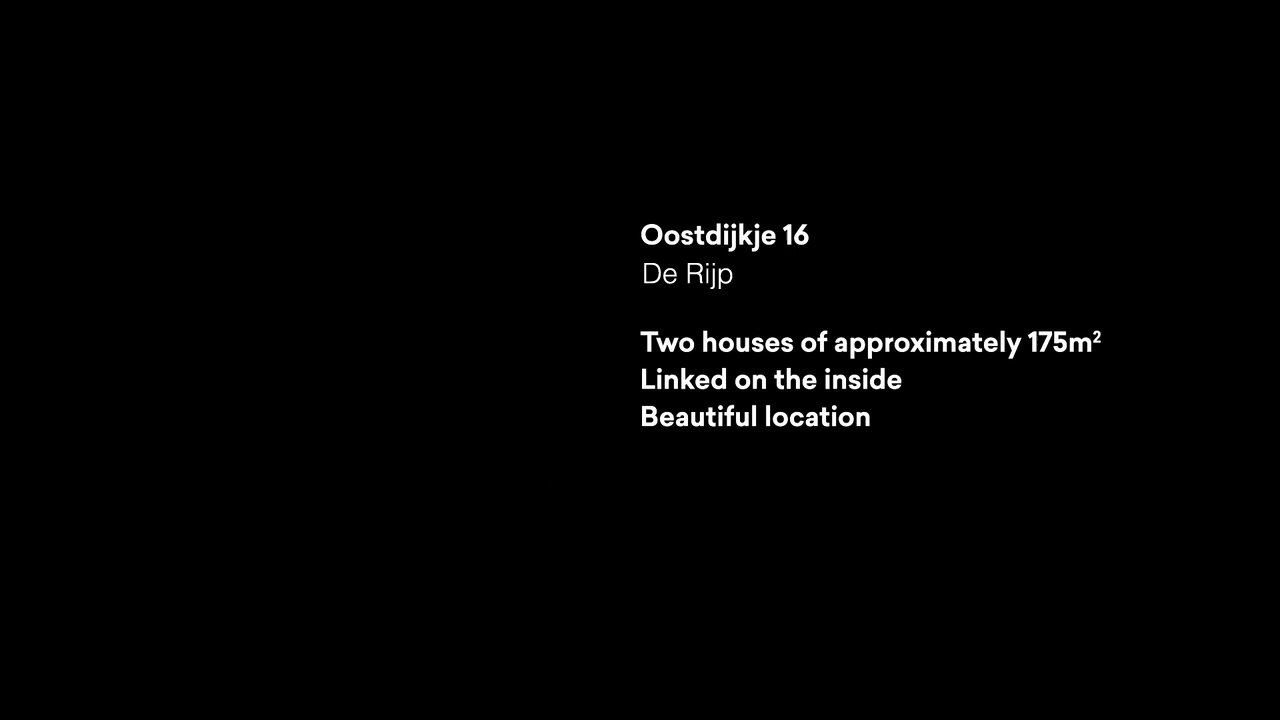 Oostdijkje 16
De Rijp
Two houses of approximately 175m²
Linked on the inside
Beautiful location